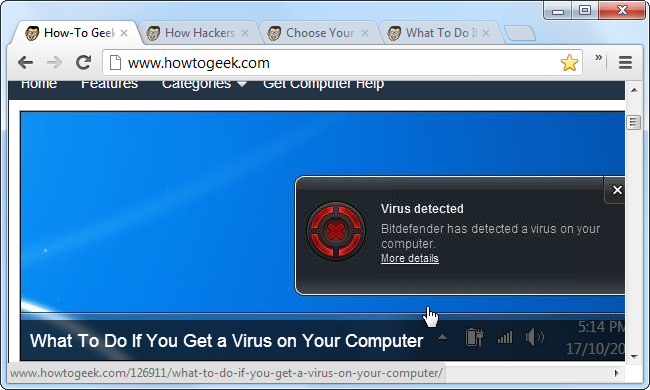 How-To Geek
How Hackers
Choose Your
What To Do If
www.howtogeek.com
Home Features Categories Get Computer Help
Virus detected
Bitdefender has detected a virus on your
computer.
More details
What To Do If You Get a Virus on Your Computer
5:14 PM
17/10/20
www.howtogeek.com/126911/what-to-do-if-you-get-a-virus-on-your-computer/